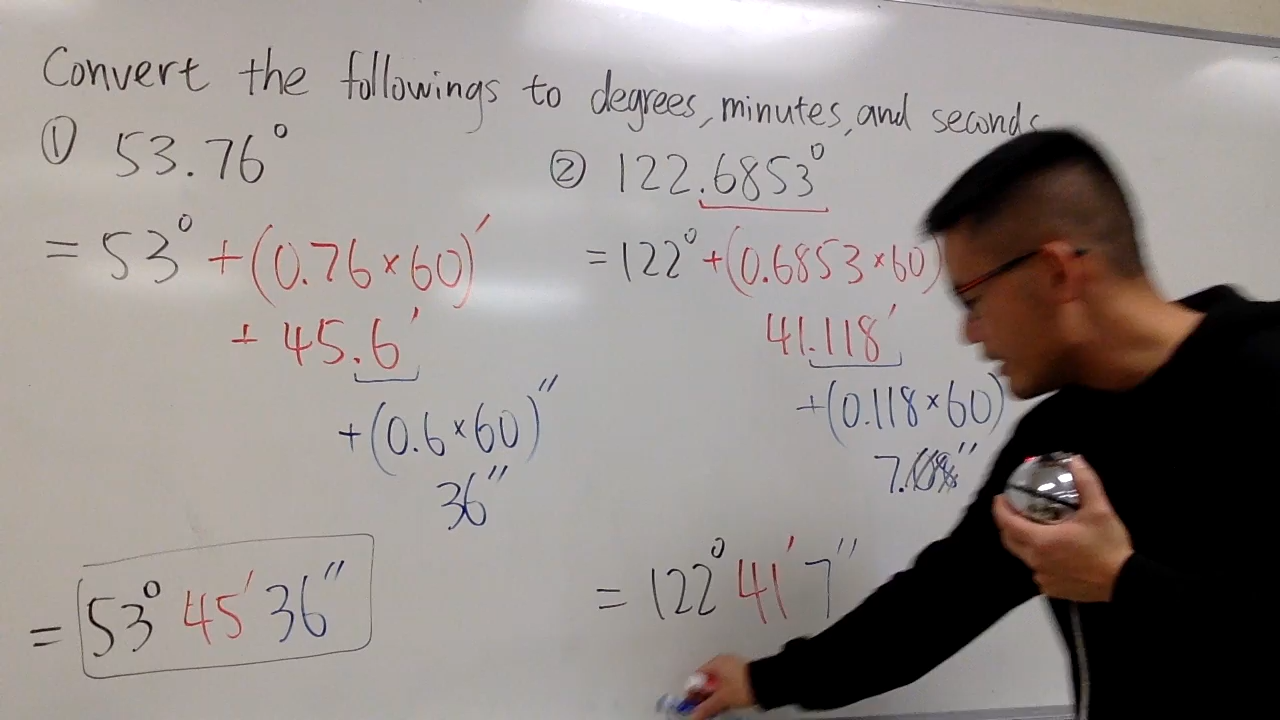 Convert the followings to degrees, minutes, and seconds
① 53.76°
= 53° + (0.76 × 60)′
+ 45.6′
+ (0.6 × 60)″
36″
= 53° 45′ 36″
② 122.6853°
= 122° + (0.6853 × 60)
41.118′
+ (0.118 × 60)
7.″
= 122° 41′ 7″